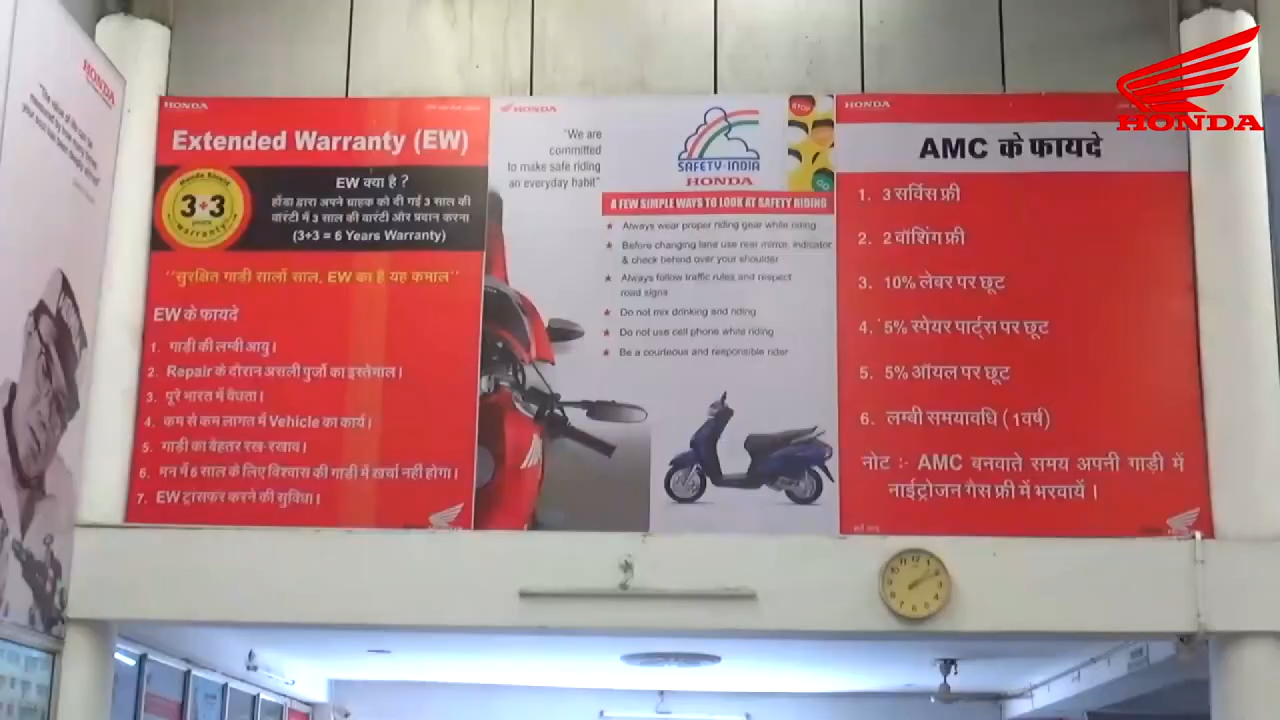 HONDA
HONDA
Extended Warranty (EW)
Honda Shield
3+3
warranty
EW क्या है ?
होंडा द्वारा अपने ग्राहक को दी गई 3 साल की
वारंटी में 3 साल की वारंटी और प्रदान करना
(3+3 = 6 Years Warranty)
"सुरक्षित गाडी सालों साल, EW का है यह कमाल"
EW के फायदे
1. गाड़ी की लम्बी आयु।
2. Repair के दौरान असली पुर्जो का इस्तेमाल।
3. पूरे भारत में वैधता।
4. कम से कम लागत में Vehicle का कार्य।
5. गाड़ी का बेहतर रख-रखाव।
6. मन में 6 साल के लिए विश्वास की गाडी में खर्चा नहीं होगा।
7. EW ट्रांसफर करने की सुविधा।
HONDA
"We are
committed
to make safe riding
an everyday habit"
SAFETY-INDIA
HONDA
STOP
GO
A FEW SIMPLE WAYS TO LOOK AT SAFETY RIDING
Always wear proper riding gear while riding
Before changing lane use rear mirror, indicator
& check behind over your shoulder
Always follow traffic rules and respect
road signs
Do not mix drinking and riding
Do not use cell phone while riding
Be a courteous and responsible rider
HONDA
HONDA
AMC के फायदे
1. 3 सर्विस फ्री
2. 2 वॉशिंग फ्री
3. 10% लेबर पर छूट
4. 5% स्पेयर पार्ट्स पर छूट
5. 5% ऑयल पर छूट
6. लम्बी समयावधि (1वर्ष)
नोट :- AMC बनवाते समय अपनी गाड़ी में
नाईट्रोजन गैस फ्री में भरवायें।